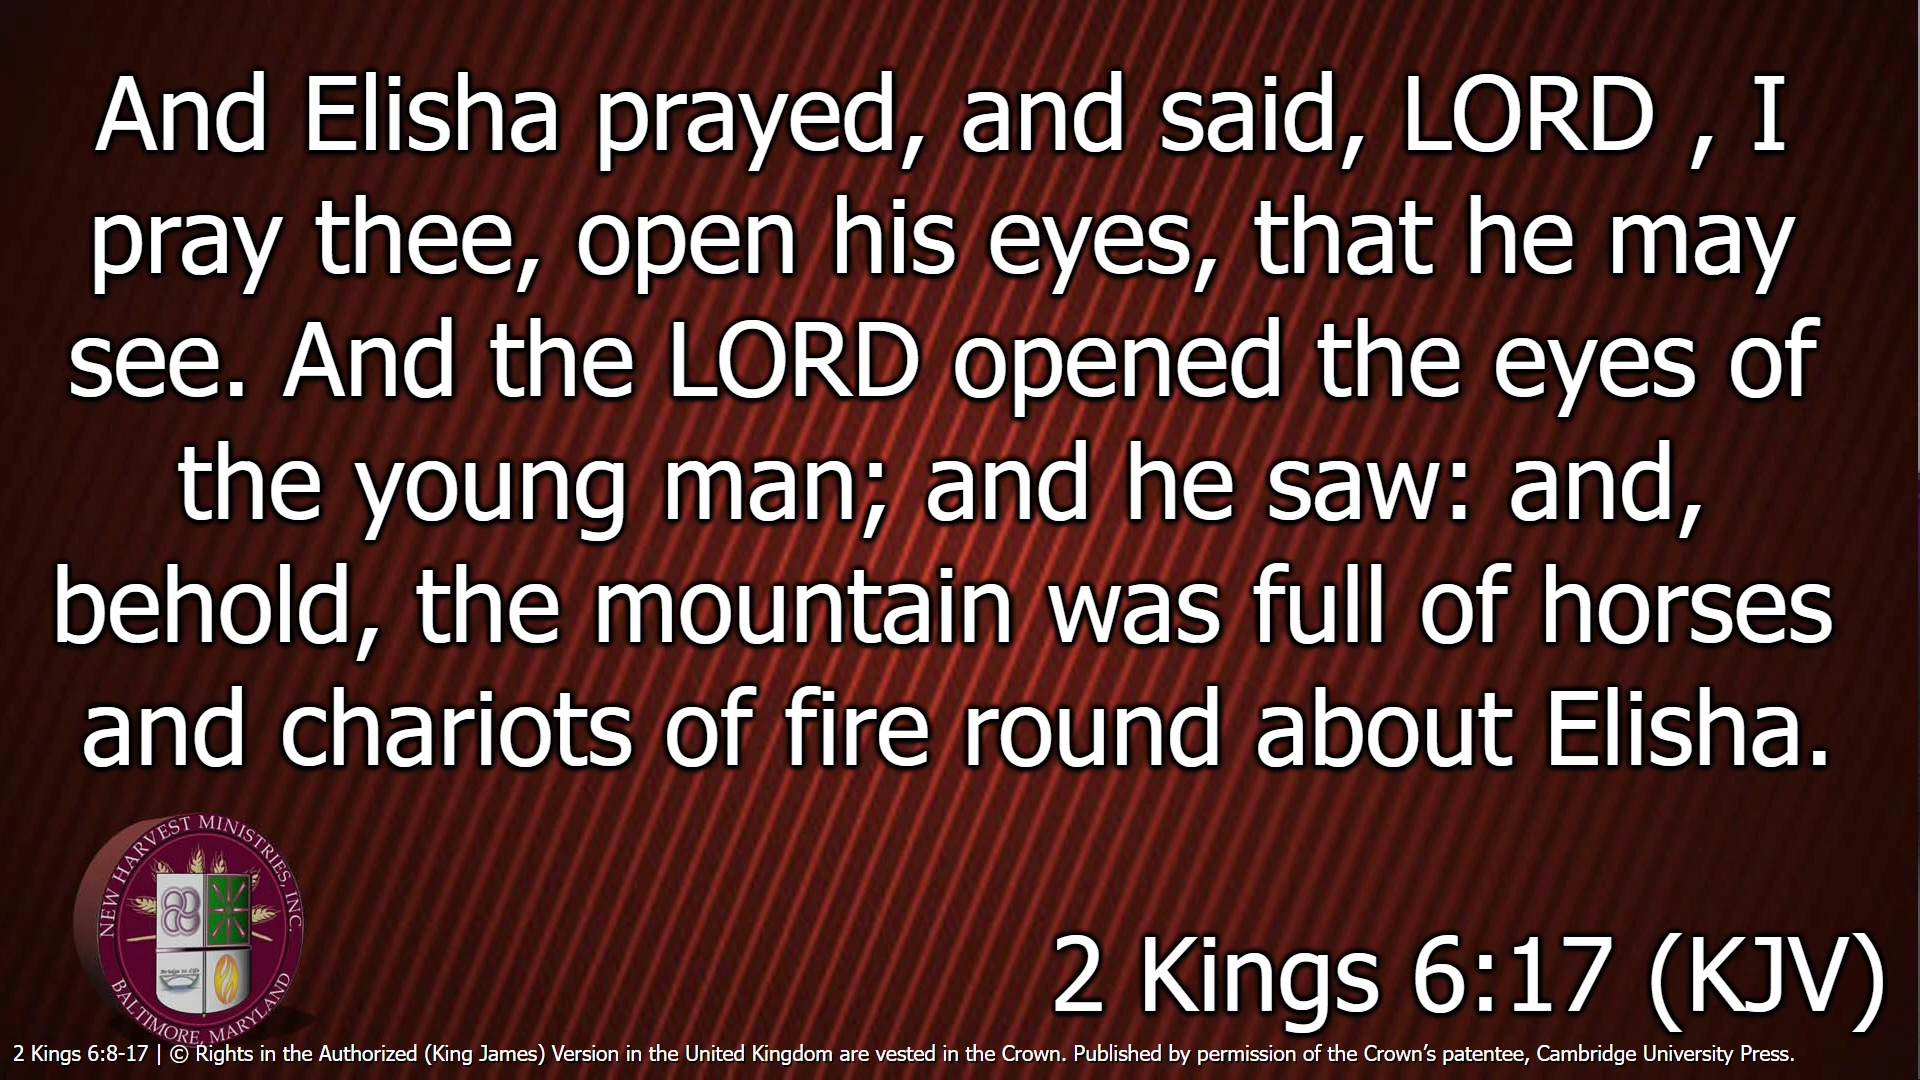 And Elisha prayed, and said, LORD , I
pray thee, open his eyes, that he may
see. And the LORD opened the eyes of
the young man; and he saw: and,
behold, the mountain was full of horses
and chariots of fire round about Elisha.
NEW HARVEST MINISTRIES, INC.
Bridge to Life
BALTIMORE, MARYLAND
2 Kings 6:17 (KJV)
2 Kings 6:8-17 | © Rights in the Authorized (King James) Version in the United Kingdom are vested in the Crown. Published by permission of the Crown’s patentee, Cambridge University Press.